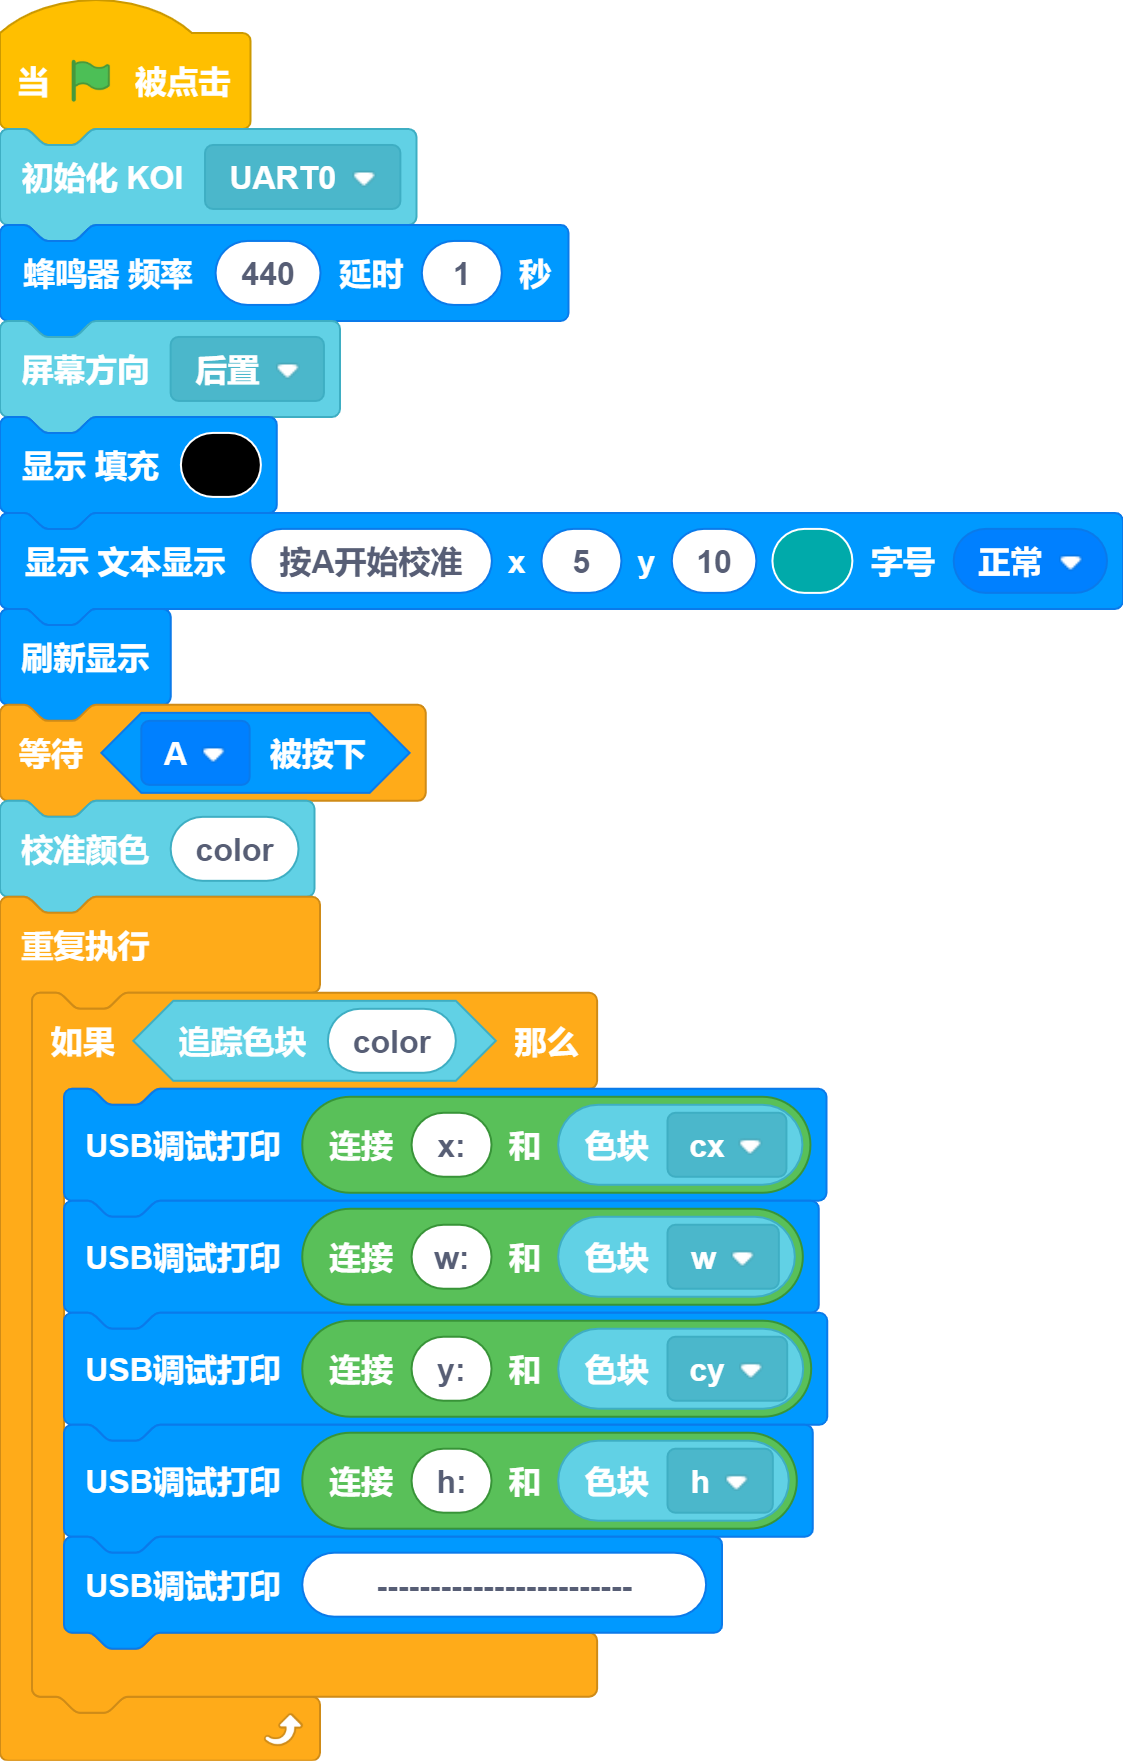 当 被点击
初始化 KOI UART0
蜂鸣器 频率 440 延时 1 秒
屏幕方向 后置
显示 填充
显示 文本显示 按A开始校准 x 5 y 10 字号 正常
刷新显示
等待 A 被按下
校准颜色 color
重复执行
如果 追踪色块 color 那么
USB调试打印 连接 x: 和 色块 cx
USB调试打印 连接 w: 和 色块 w
USB调试打印 连接 y: 和 色块 cy
USB调试打印 连接 h: 和 色块 h
USB调试打印 ------------------------